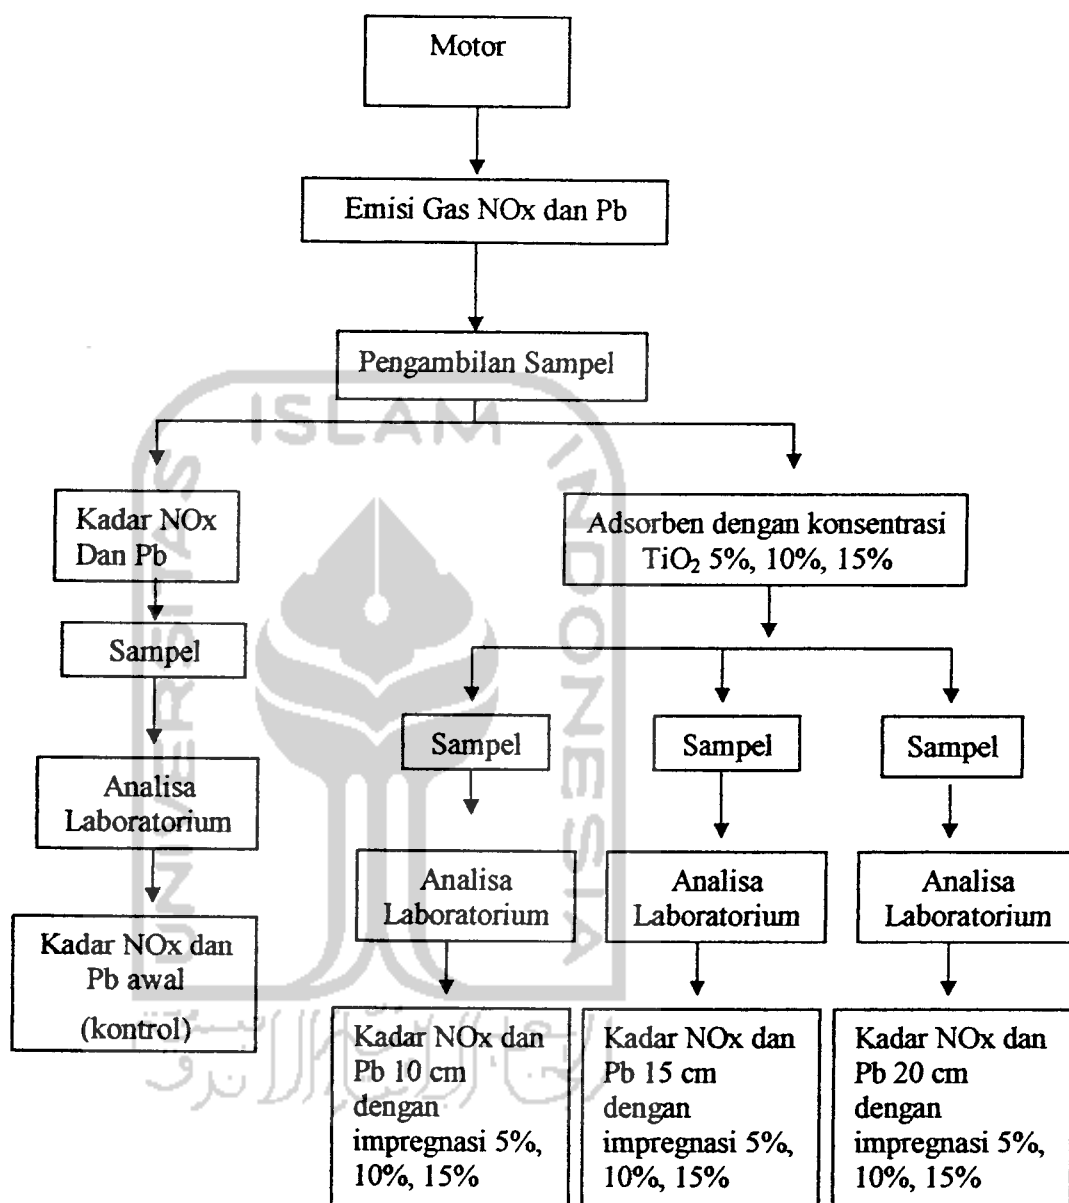 Motor
Emisi Gas NOx dan Pb
Pengambilan Sampel
Kadar NOx
Dan Pb
Sampel
Analisa
Laboratorium
Kadar NOx dan
Pb awal
(kontrol)
Adsorben dengan konsentrasi
TiO₂ 5%, 10%, 15%
Sampel
Sampel
Sampel
Analisa
Laboratorium
Analisa
Laboratorium
Analisa
Laboratorium
Kadar NOx dan
Pb 10 cm
dengan
impregnasi 5%,
10%, 15%
Kadar NOx dan
Pb 15 cm
dengan
impregnasi 5%,
10%, 15%
Kadar NOx dan
Pb 20 cm
dengan
impregnasi 5%,
10%, 15%
UNIVERSITAS
ISLAM
INDONESIA